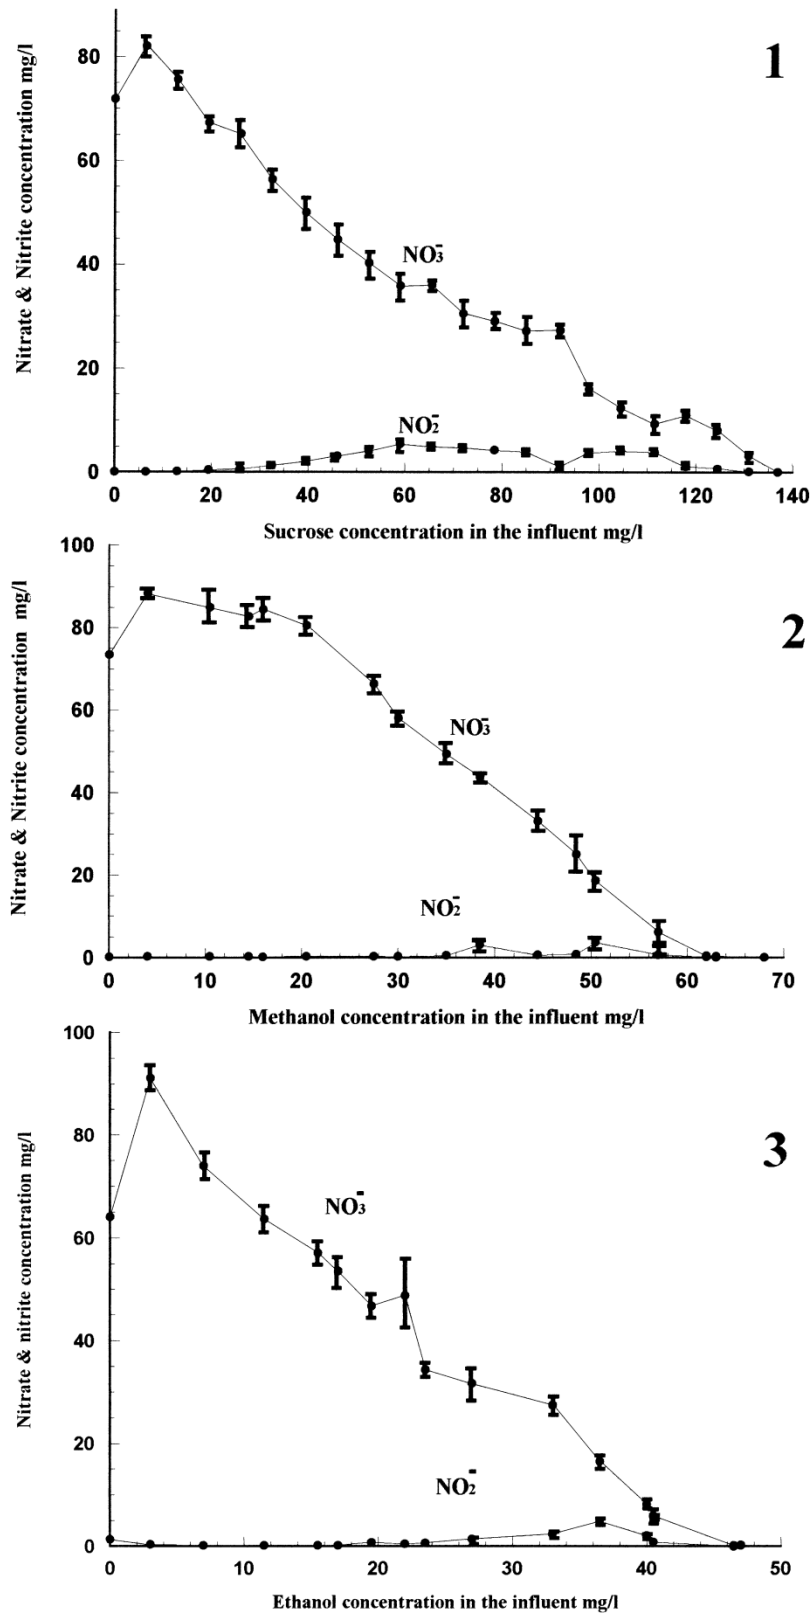 1
Nitrate & Nitrite concentration mg/l
80
60
40
20
0
NO₃⁻
NO₂⁻
0 20 40 60 80 100 120 140
Sucrose concentration in the influent mg/l
2
Nitrate & Nitrite concentration mg/l
100
80
60
40
20
0
NO₃⁻
NO₂⁻
0 10 20 30 40 50 60 70
Methanol concentration in the influent mg/l
3
Nitrate & nitrite concentration mg/l
100
80
60
40
20
0
NO₃⁻
NO₂⁻
0 10 20 30 40 50
Ethanol concentration in the influent mg/l